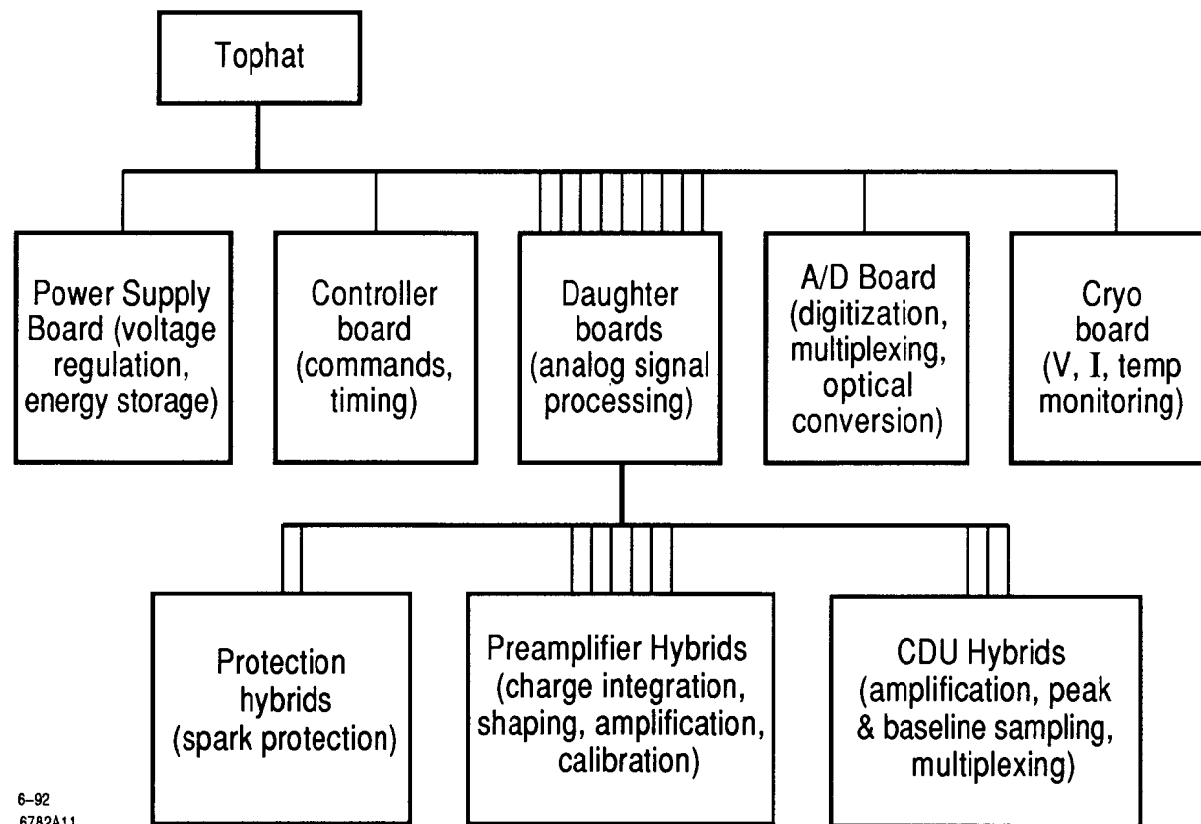 Tophat
Power Supply
Board (voltage
regulation,
energy storage)
Controller
board
(commands,
timing)
Daughter
boards
(analog signal
processing)
A/D Board
(digitization,
multiplexing,
optical
conversion)
Cryo
board
(V, I, temp
monitoring)
Protection
hybrids
(spark protection)
Preamplifier Hybrids
(charge integration,
shaping, amplification,
calibration)
CDU Hybrids
(amplification, peak
& baseline sampling,
multiplexing)
6–92
6782A11